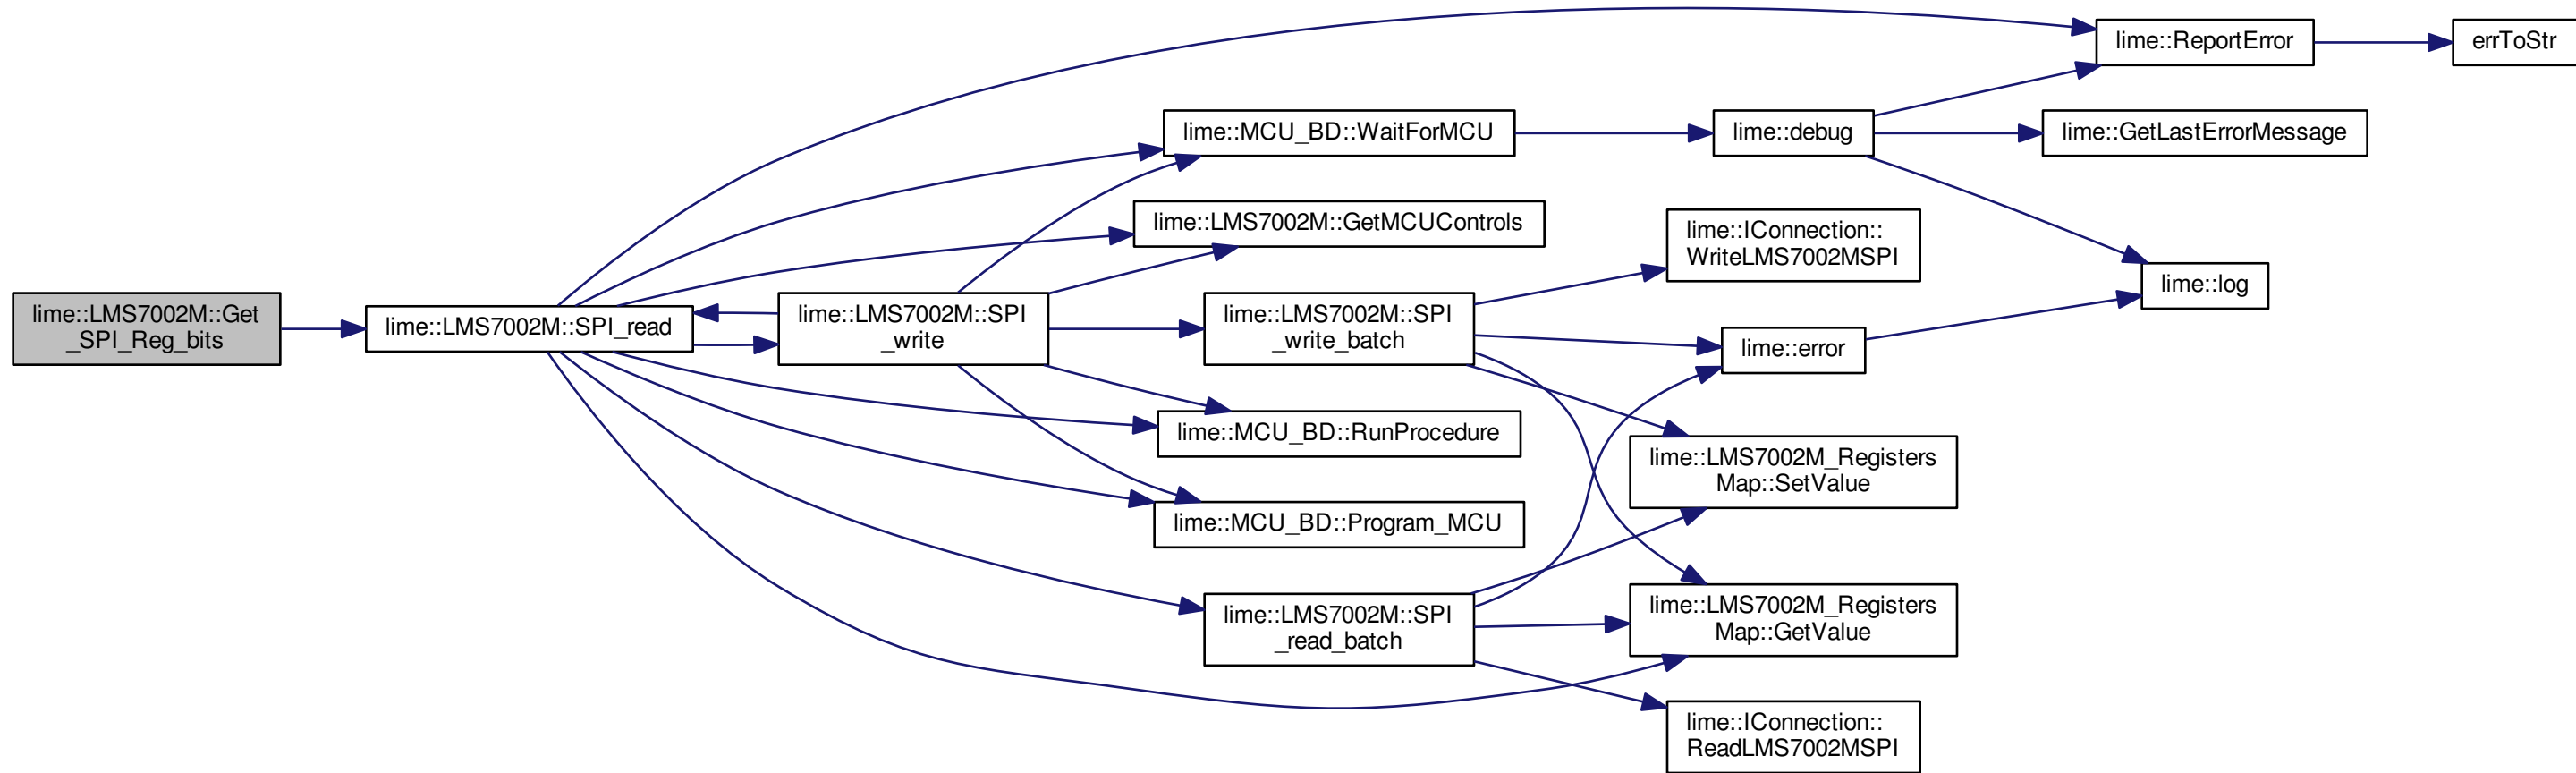 lime::LMS7002M::Get
_SPI_Reg_bits
lime::LMS7002M::SPI_read
lime::LMS7002M::SPI
_write
lime::MCU_BD::WaitForMCU
lime::LMS7002M::GetMCUControls
lime::LMS7002M::SPI
_write_batch
lime::MCU_BD::RunProcedure
lime::MCU_BD::Program_MCU
lime::LMS7002M::SPI
_read_batch
lime::debug
lime::IConnection::
WriteLMS7002MSPI
lime::error
lime::LMS7002M_Registers
Map::SetValue
lime::LMS7002M_Registers
Map::GetValue
lime::IConnection::
ReadLMS7002MSPI
lime::ReportError
lime::GetLastErrorMessage
lime::log
errToStr